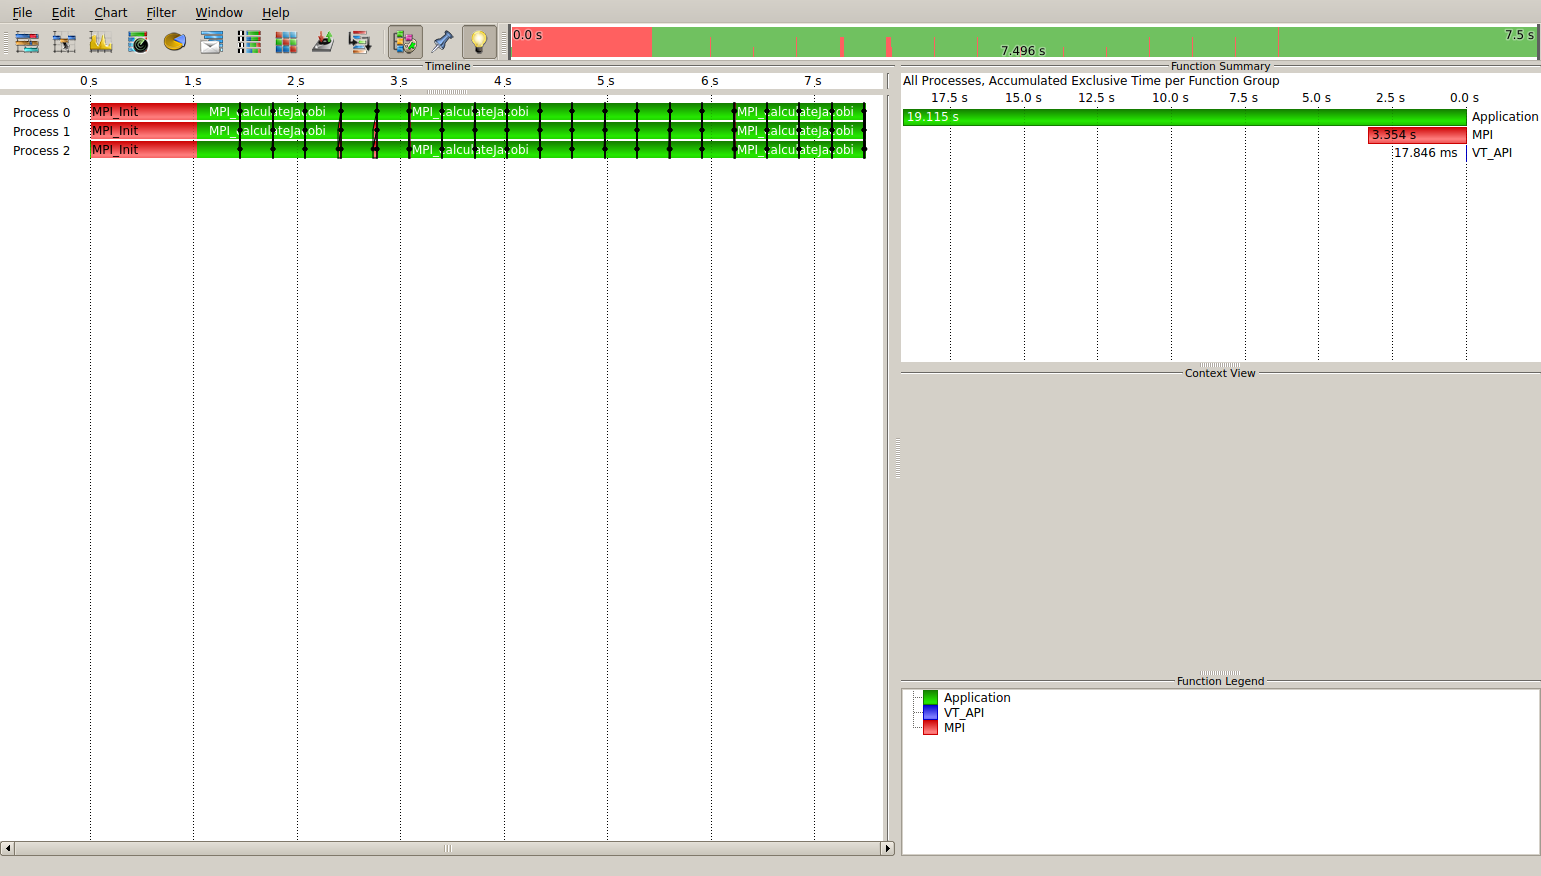 File Edit Chart Filter Window Help
0.0 s
7.496 s
7.5 s
Timeline
0 s 1 s 2 s 3 s 4 s 5 s 6 s 7 s
Process 0 MPI_Init MPI_CalculateJacobi MPI_CalculateJacobi MPI_CalculateJacobi
Process 1 MPI_Init MPI_CalculateJacobi MPI_CalculateJacobi
Process 2 MPI_Init MPI_CalculateJacobi MPI_CalculateJacobi
Function Summary
All Processes, Accumulated Exclusive Time per Function Group
17.5 s 15.0 s 12.5 s 10.0 s 7.5 s 5.0 s 2.5 s 0.0 s
19.115 s Application
3.354 s MPI
17.846 ms VT_API
Context View
Function Legend
Application
VT_API
MPI